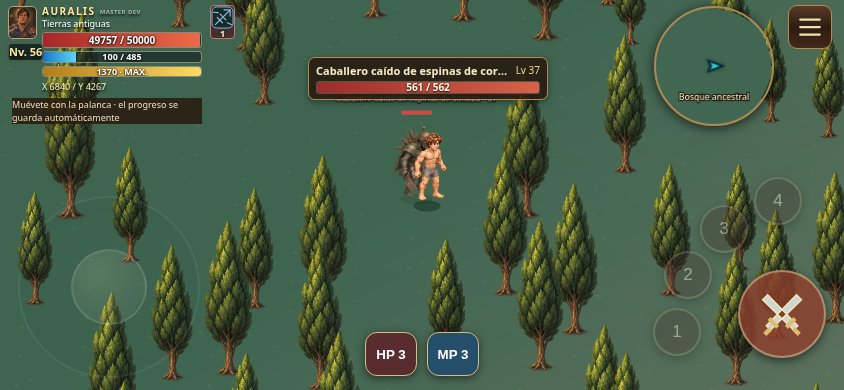 AURALIS MASTER DEV
Tierras antiguas
49757 / 50000
Nv. 56
100 / 485
1370 · MAX.
X 6840 / Y 4267
Muévete con la palanca · el progreso se
guarda automáticamente
1
Caballero caído de espinas de cor... Lv 37
561 / 562
Bosque ancestral
4
3
2
1
HP 3
MP 3